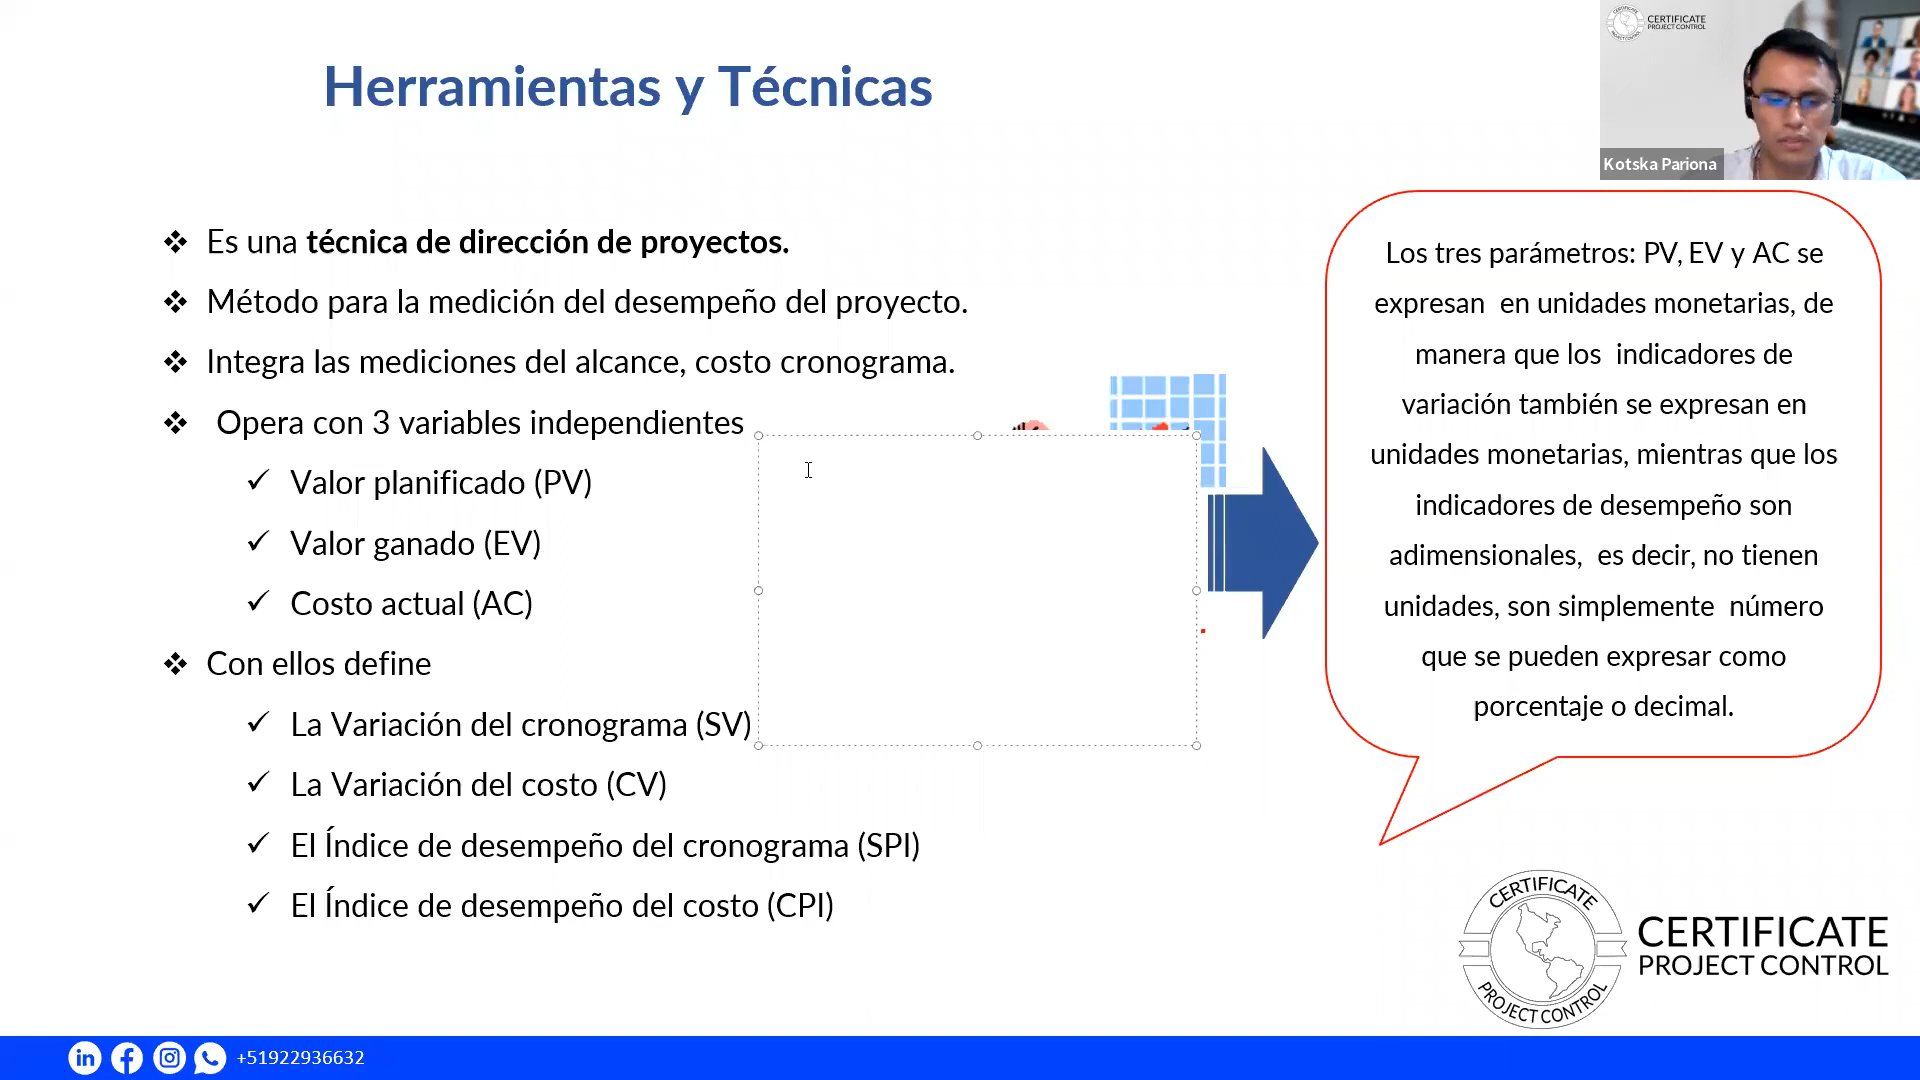 Herramientas y Técnicas
CERTIFICATE
PROJECT CONTROL
Kotska Pariona
❖ Es una técnica de dirección de proyectos.
❖ Método para la medición del desempeño del proyecto.
❖ Integra las mediciones del alcance, costo cronograma.
❖ Opera con 3 variables independientes
✓ Valor planificado (PV)
✓ Valor ganado (EV)
✓ Costo actual (AC)
❖ Con ellos define
✓ La Variación del cronograma (SV)
✓ La Variación del costo (CV)
✓ El Índice de desempeño del cronograma (SPI)
✓ El Índice de desempeño del costo (CPI)
Los tres parámetros: PV, EV y AC se
expresan en unidades monetarias, de
manera que los indicadores de
variación también se expresan en
unidades monetarias, mientras que los
indicadores de desempeño son
adimensionales, es decir, no tienen
unidades, son simplemente número
que se pueden expresar como
porcentaje o decimal.
CERTIFICATE
PROJECT CONTROL
CERTIFICATE
PROJECT CONTROL
+51922936632